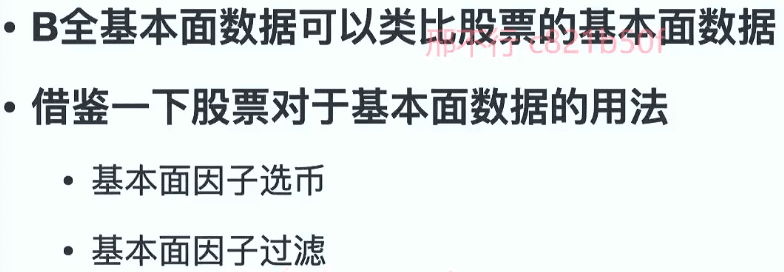 • B全基本面数据可以类比股票的基本面数据
邢不行 c821b50f
• 借鉴一下股票对于基本面数据的用法
• 基本面因子选币
• 基本面因子过滤